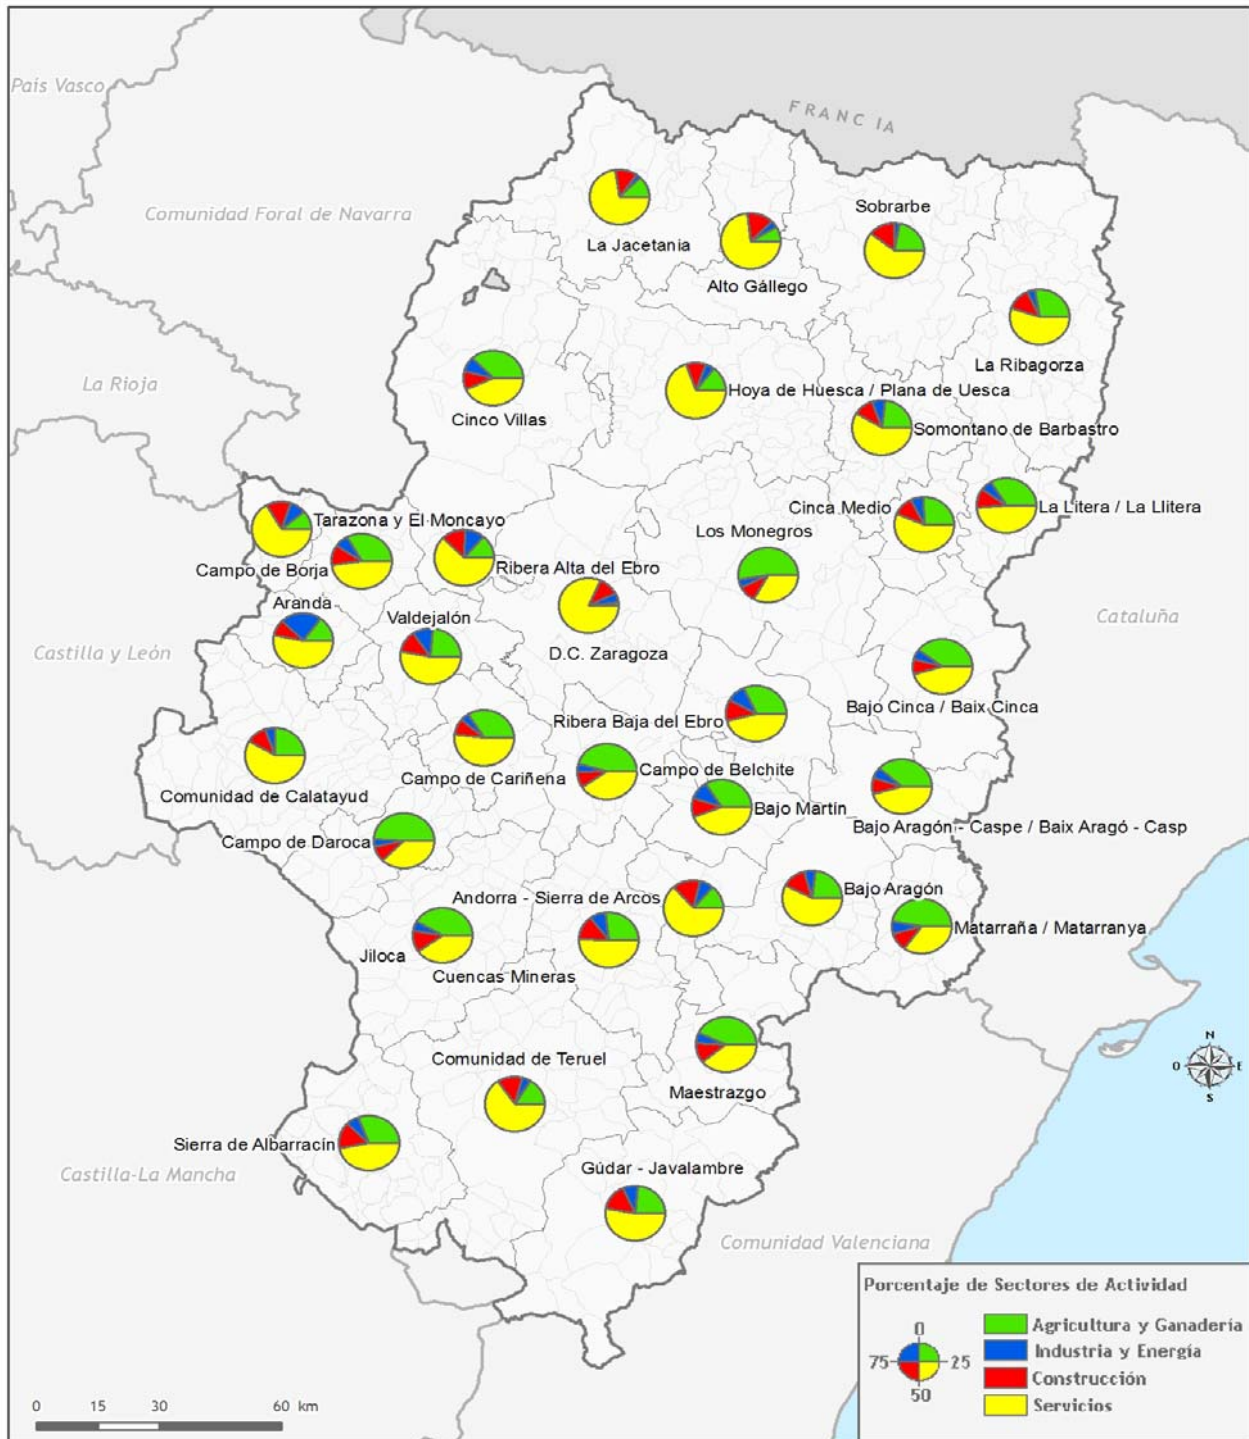 País Vasco
FRANCIA
Comunidad Foral de Navarra
Sobrarbe
La Jacetania
Alto Gállego
La Ribagorza
La Rioja
Cinco Villas
Hoya de Huesca / Plana de Uesca
Somontano de Barbastro
Cinca Medio
La Litera / La Llitera
Tarazona y El Moncayo
Los Monegros
Campo de Borja
Ribera Alta del Ebro
Aranda
Valdejalón
Cataluña
Castilla y León
D.C. Zaragoza
Bajo Cinca / Baix Cinca
Ribera Baja del Ebro
Campo de Cariñena
Campo de Belchite
Comunidad de Calatayud
Bajo Martín
Bajo Aragón - Caspe / Baix Aragó - Casp
Campo de Daroca
Andorra - Sierra de Arcos
Bajo Aragón
Matarraña / Matarranya
Jiloca
Cuencas Mineras
N
O E
S
Comunidad de Teruel
Maestrazgo
Sierra de Albarracín
Castilla-La Mancha
Gúdar - Javalambre
Comunidad Valenciana
Porcentaje de Sectores de Actividad
0
75 25
50
Agricultura y Ganadería
Industria y Energía
Construcción
Servicios
0 15 30 60 km